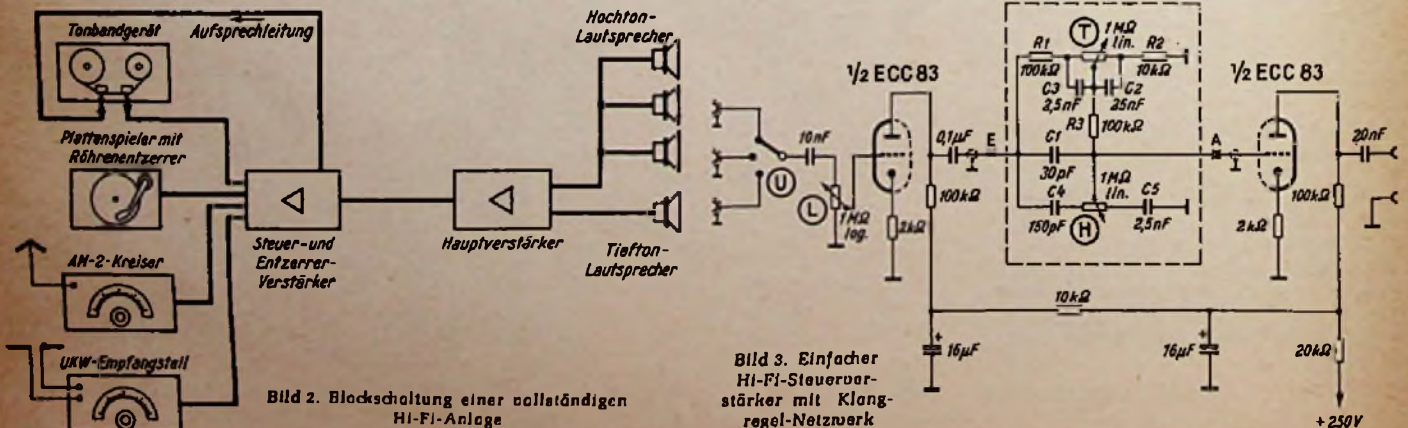 Tonbandgerät
Aufsprechleitung
Plattenspieler mit
Röhrenentzerrer
AM-2-Kreiser
UKW-Empfangsteil
Steuer- und
Entzerrer-
Verstärker
Hauptverstärker
Hochton-
Lautsprecher
Tiefton-
Lautsprecher
Bild 2. Blockschaltung einer vollständigen
Hi-Fi-Anlage
U
10nF
L
1MΩ
log.
½ ECC 83
2kΩ
100kΩ
0,1µF
E
R1
100kΩ
T
1MΩ
lin.
R2
10kΩ
C3
2,5nF
C2
25nF
R3
100kΩ
C1
30pF
C4
150pF
1MΩ
lin.
H
C5
2,5nF
A
½ ECC 83
2kΩ
100kΩ
20nF
10kΩ
+
16µF
+
16µF
20kΩ
+250V
Bild 3. Einfacher
Hi-Fi-Steuerver-
stärker mit Klang-
regel-Netzwerk